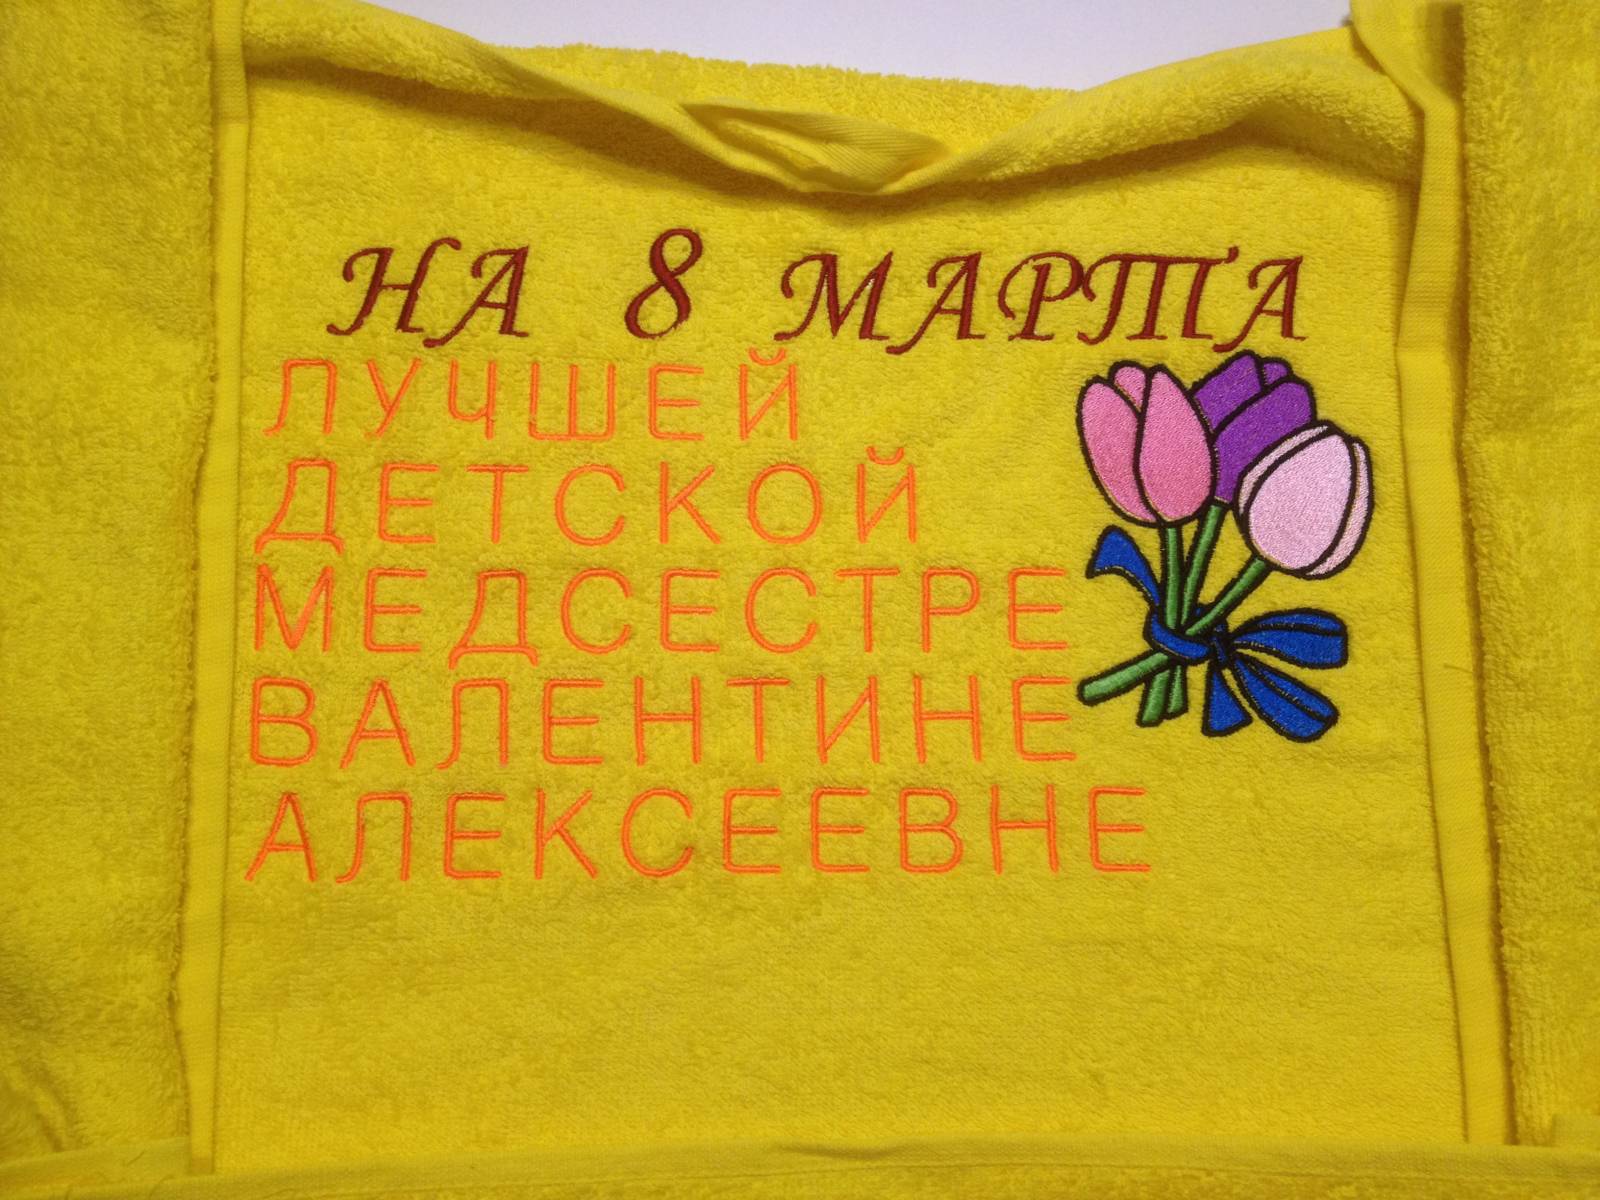 НА 8 МАРТА
ЛУЧШЕЙ
ДЕТСКОЙ
МЕДСЕСТРЕ
ВАЛЕНТИНЕ
АЛЕКСЕЕВНЕ